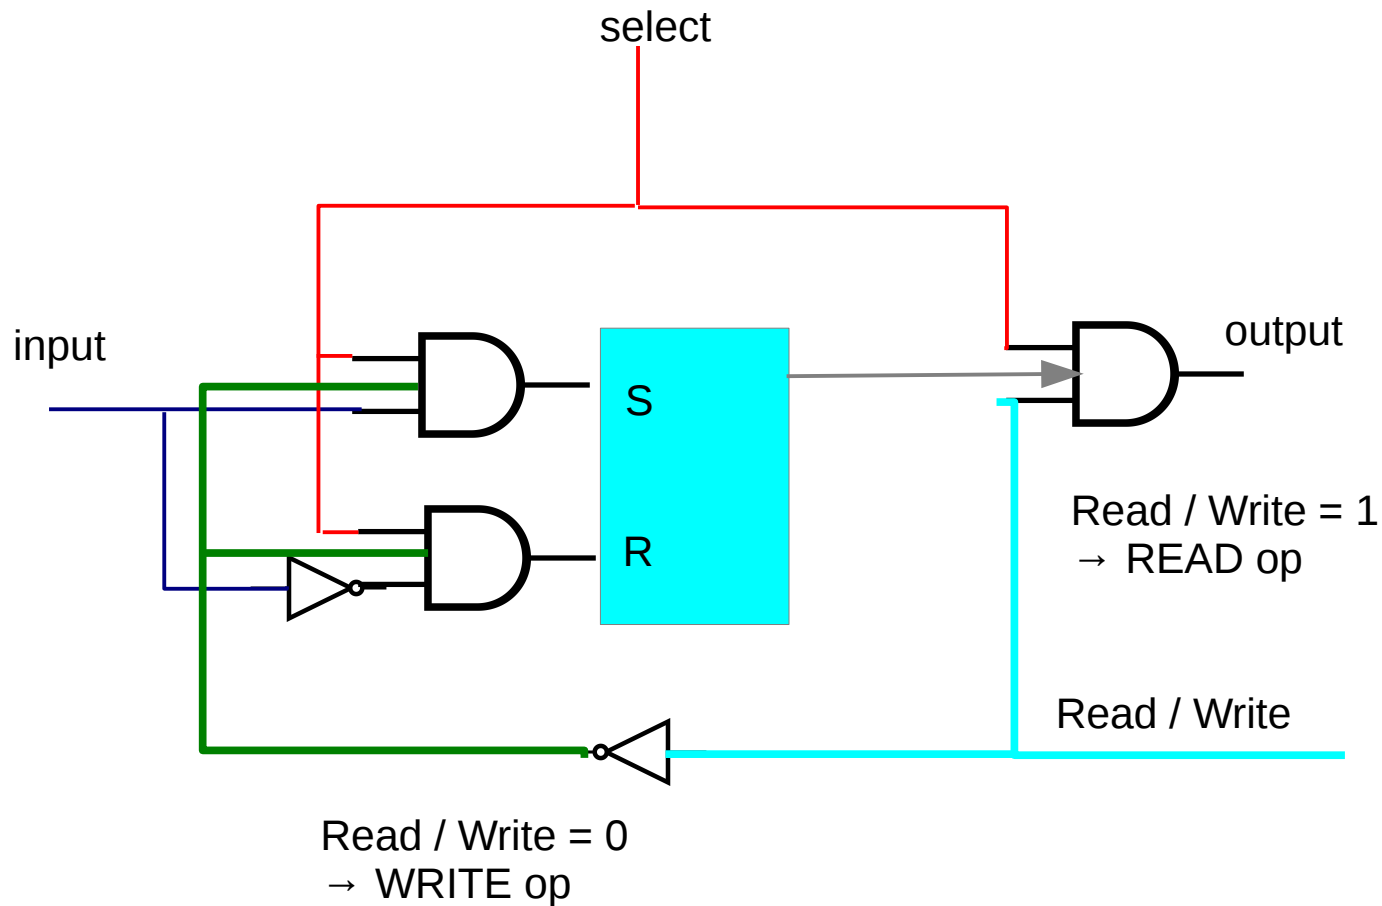 select
input
output
S
R
Read / Write = 1
→ READ op
Read / Write
Read / Write = 0
→ WRITE op